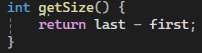 int getSize() {
return last - first;
}